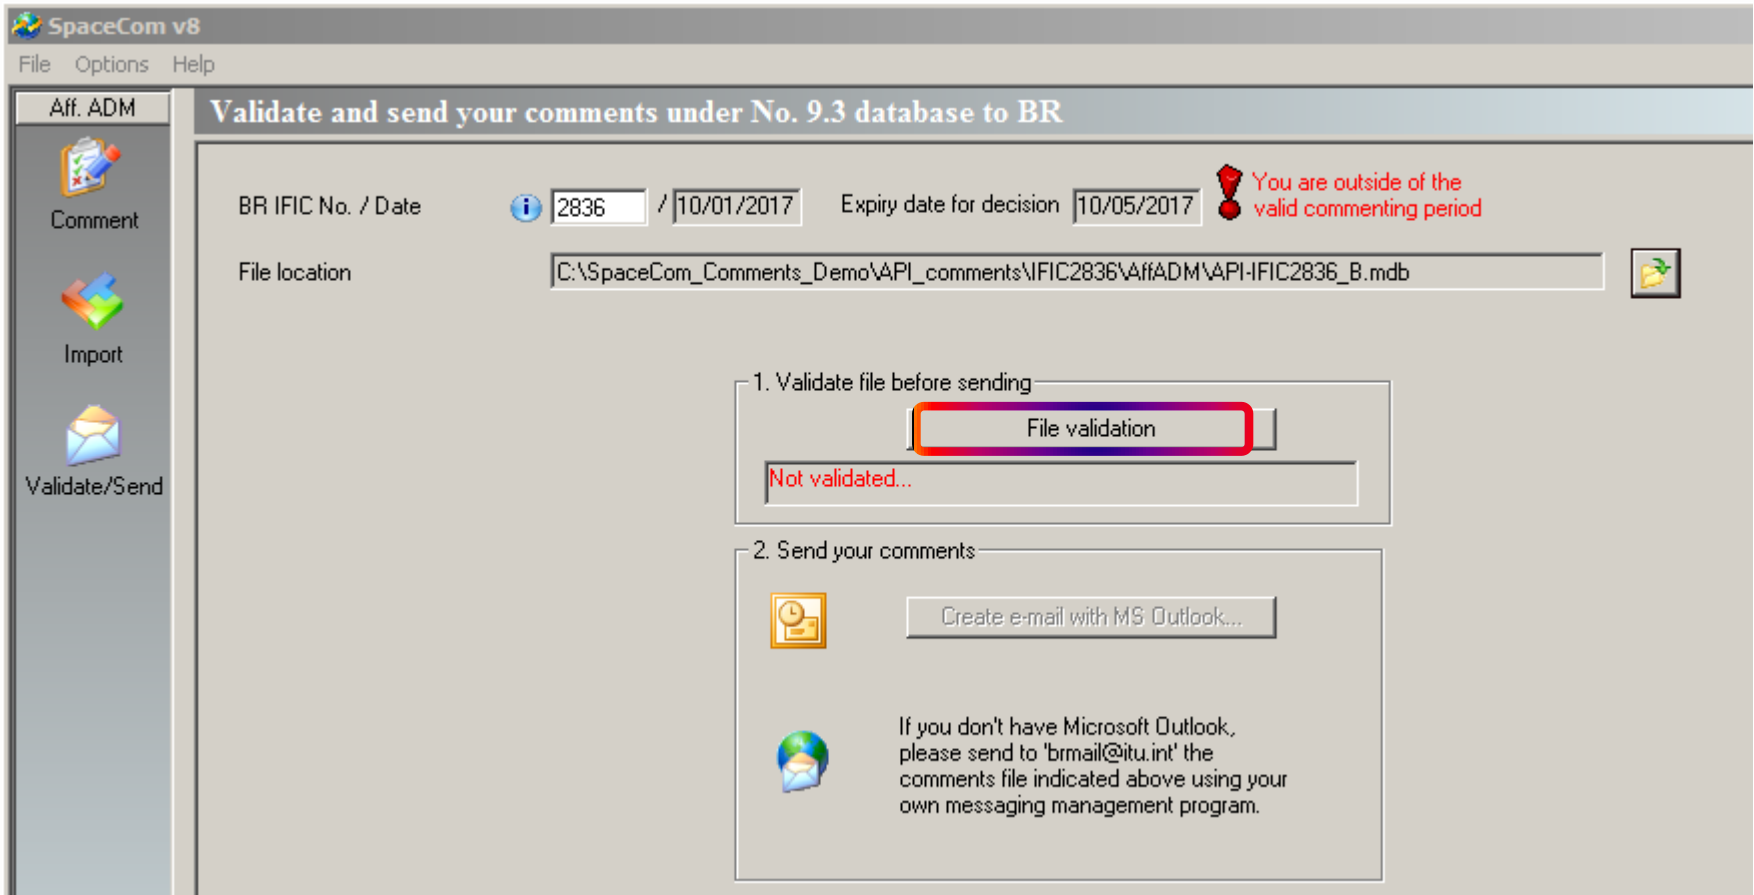 SpaceCom v8
File Options Help
Aff. ADM
Validate and send your comments under No. 9.3 database to BR
Comment
Import
Validate/Send
BR IFIC No. / Date
2836 / 10/01/2017
Expiry date for decision 10/05/2017
You are outside of the
valid commenting period
File location
C:\SpaceCom_Comments_Demo\API_comments\IFIC2836\AffADM\API-IFIC2836_B.mdb
1. Validate file before sending
File validation
Not validated...
2. Send your comments
Create e-mail with MS Outlook...
If you don't have Microsoft Outlook,
please send to 'brmail@itu.int' the
comments file indicated above using your
own messaging management program.